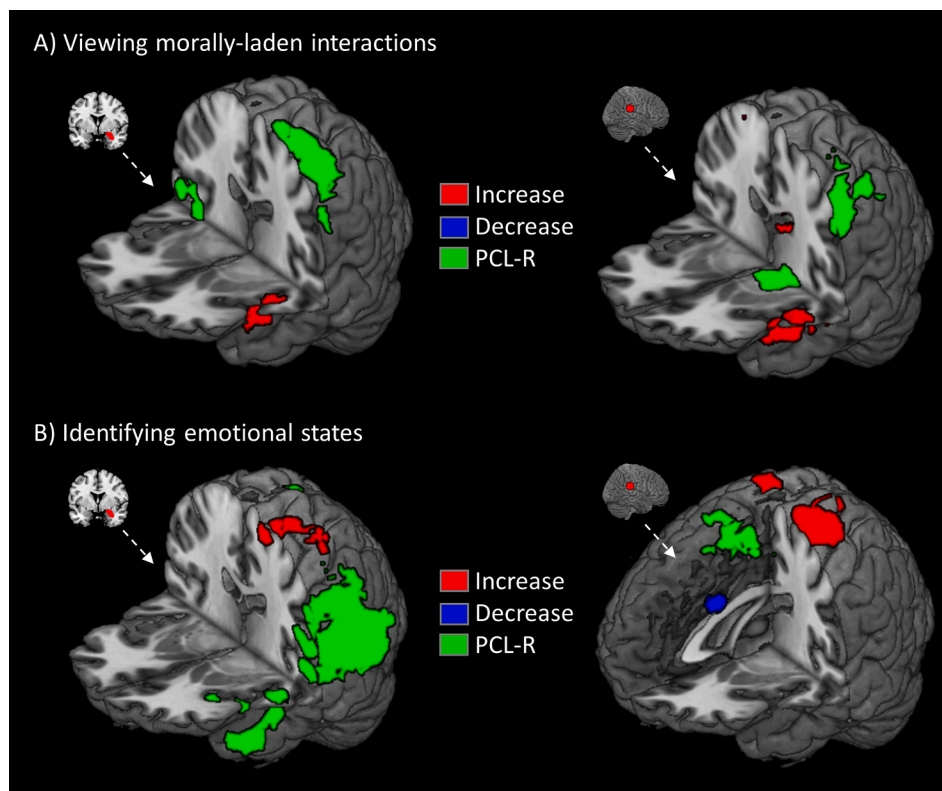 A) Viewing morally-laden interactions
Increase
Decrease
PCL-R
B) Identifying emotional states
Increase
Decrease
PCL-R